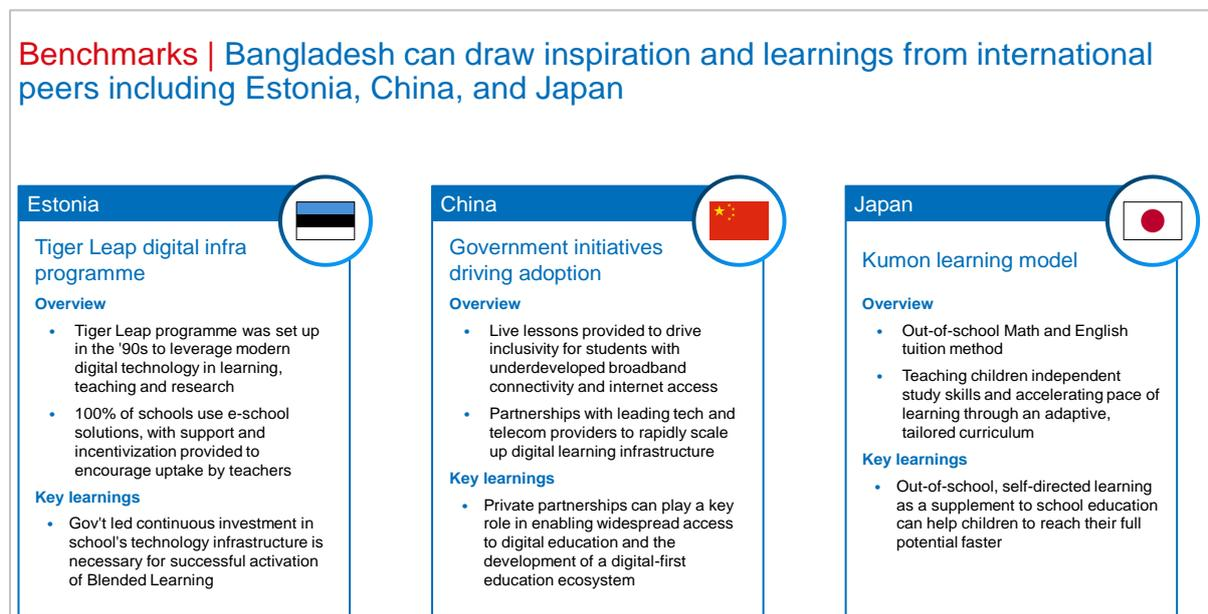 Benchmarks | Bangladesh can draw inspiration and learnings from international
peers including Estonia, China, and Japan
Estonia
Tiger Leap digital infra
programme
Overview
• Tiger Leap programme was set up
in the '90s to leverage modern
digital technology in learning,
teaching and research
• 100% of schools use e-school
solutions, with support and
incentivization provided to
encourage uptake by teachers
Key learnings
• Gov't led continuous investment in
school's technology infrastructure is
necessary for successful activation
of Blended Learning
China
Government initiatives
driving adoption
Overview
• Live lessons provided to drive
inclusivity for students with
underdeveloped broadband
connectivity and internet access
• Partnerships with leading tech and
telecom providers to rapidly scale
up digital learning infrastructure
Key learnings
• Private partnerships can play a key
role in enabling widespread access
to digital education and the
development of a digital-first
education ecosystem
Japan
Kumon learning model
Overview
• Out-of-school Math and English
tuition method
• Teaching children independent
study skills and accelerating pace of
learning through an adaptive,
tailored curriculum
Key learnings
• Out-of-school, self-directed learning
as a supplement to school education
can help children to reach their full
potential faster